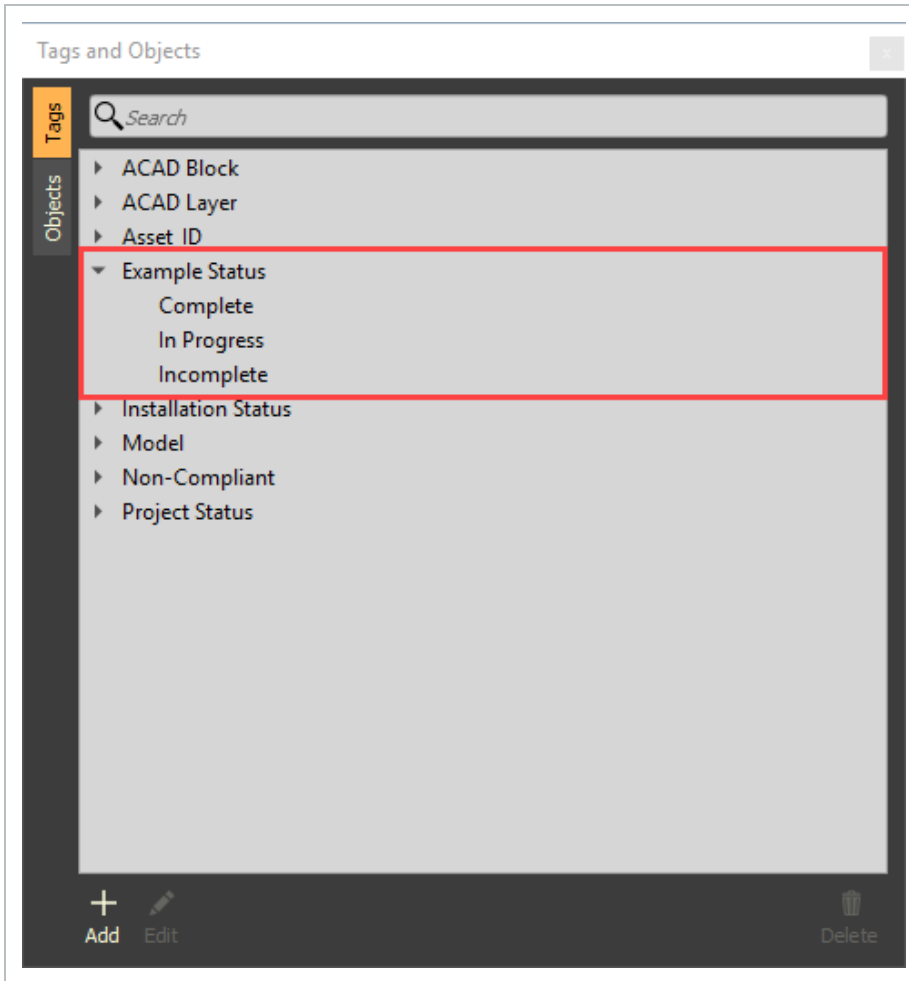 Tags and Objects
x
Tags
Objects
Search
ACAD Block
ACAD Layer
Asset ID
Example Status
Complete
In Progress
Incomplete
Installation Status
Model
Non-Compliant
Project Status
Add Edit Delete